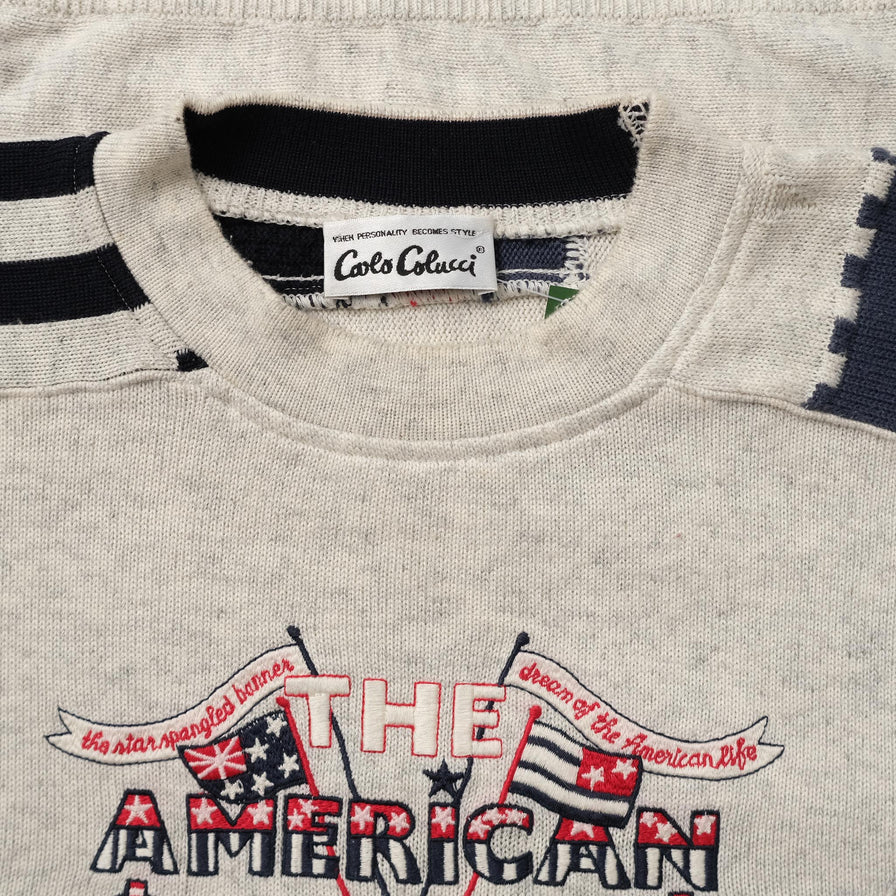 WHEN PERSONALITY BECOMES STYLE
Carlo Colucci®
the star spangled banner
THE
dream of the American life
AMERICAN